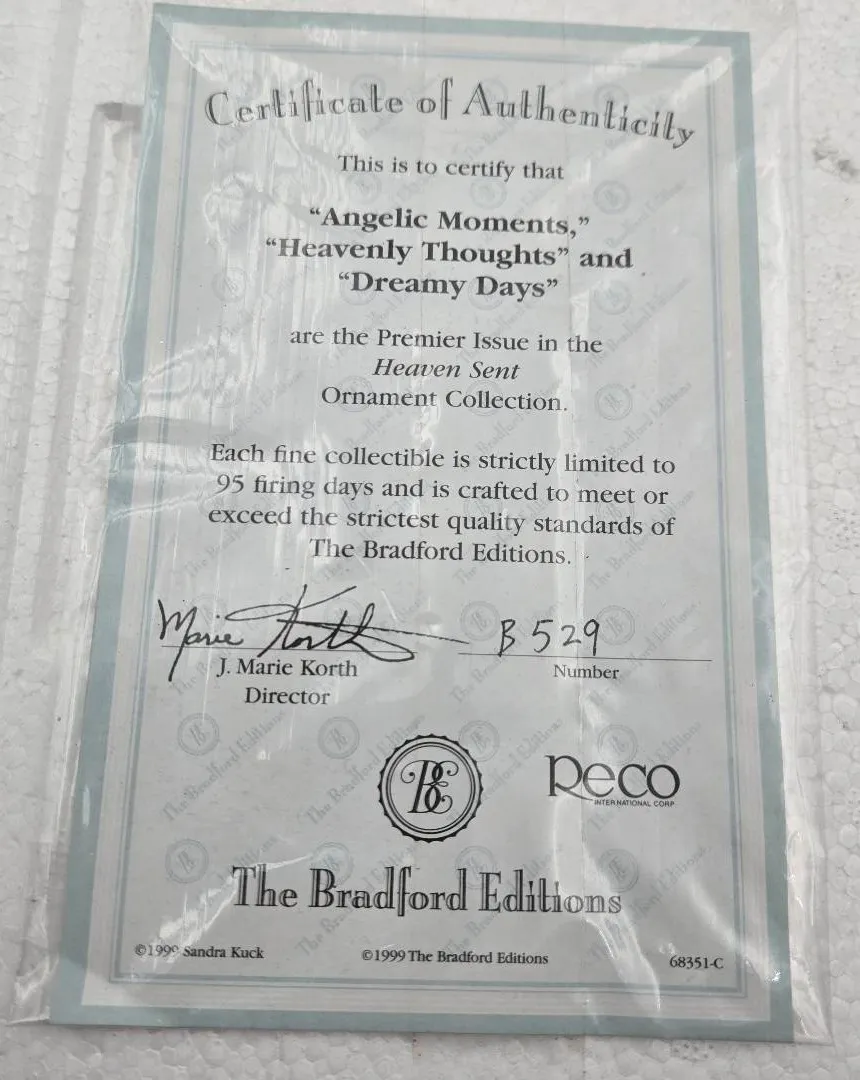 Certificate of Authenticity
This is to certify that
“Angelic Moments,”
“Heavenly Thoughts” and
“Dreamy Days”
are the Premier Issue in the
Heaven Sent
Ornament Collection.
Each fine collectible is strictly limited to
95 firing days and is crafted to meet or
exceed the strictest quality standards of
The Bradford Editions.
Marie Korth
B 529
J. Marie Korth
Number
Director
BE
Reco
INTERNATIONAL CORP
The Bradford Editions
©1999 Sandra Kuck
©1999 The Bradford Editions
68351-C